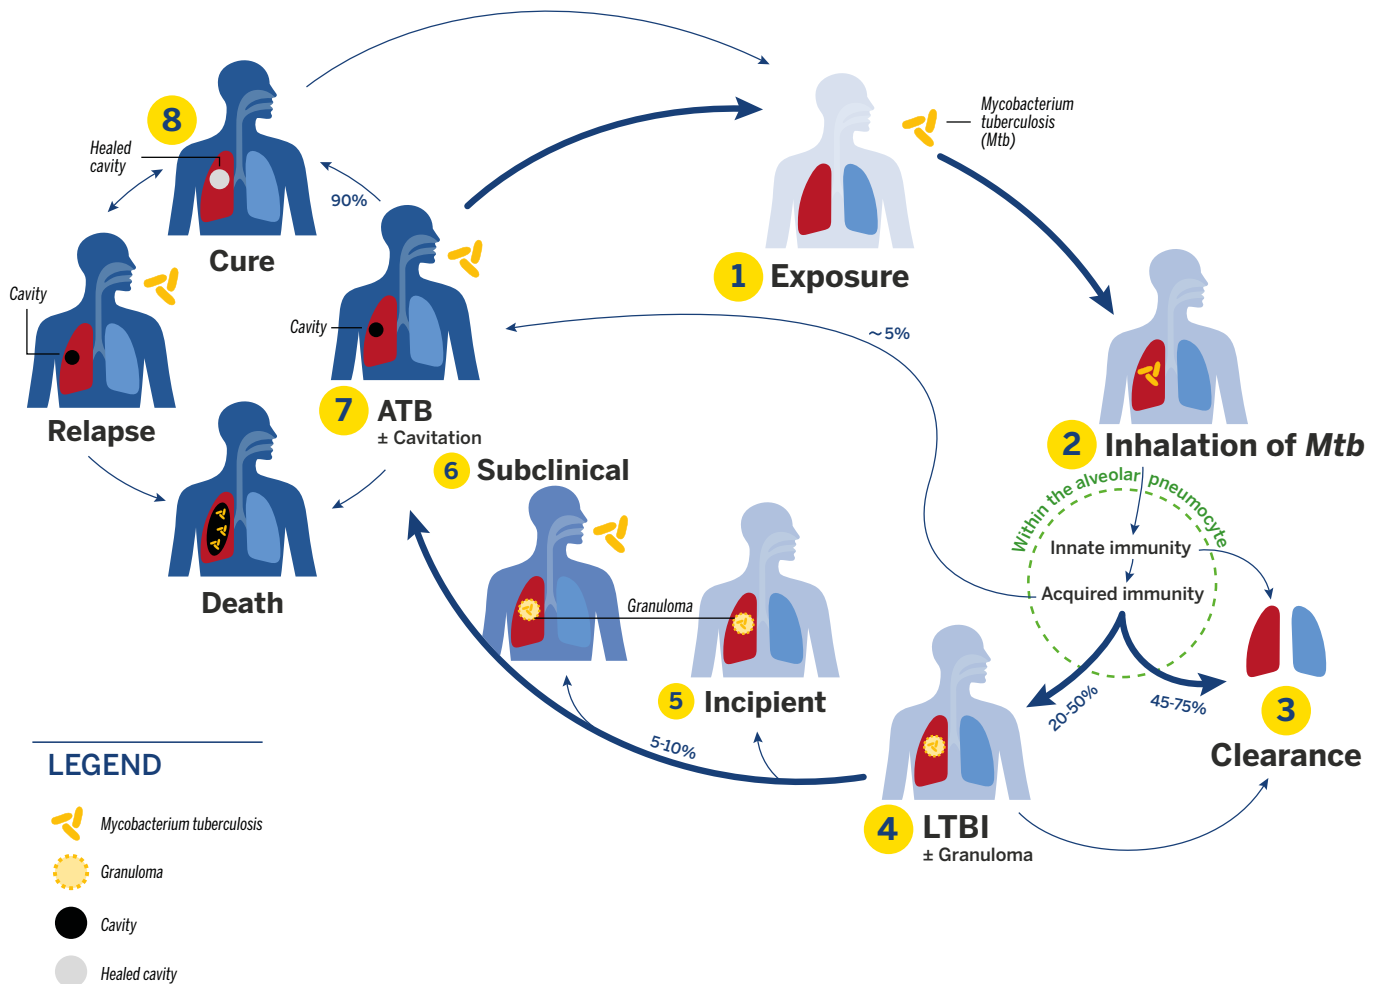 8
Healed
cavity
90%
Cure
Mycobacterium
tuberculosis
(Mtb)
1 Exposure
Cavity
Cavity
~5%
Relapse
7 ATB
± Cavitation
2 Inhalation of Mtb
6 Subclinical
Within the alveolar pneumocyte
Innate immunity
Acquired immunity
Death
Granuloma
5 Incipient
20-50%
45-75%
3
Clearance
5-10%
4 LTBI
± Granuloma
LEGEND
Mycobacterium tuberculosis
Granuloma
Cavity
Healed cavity